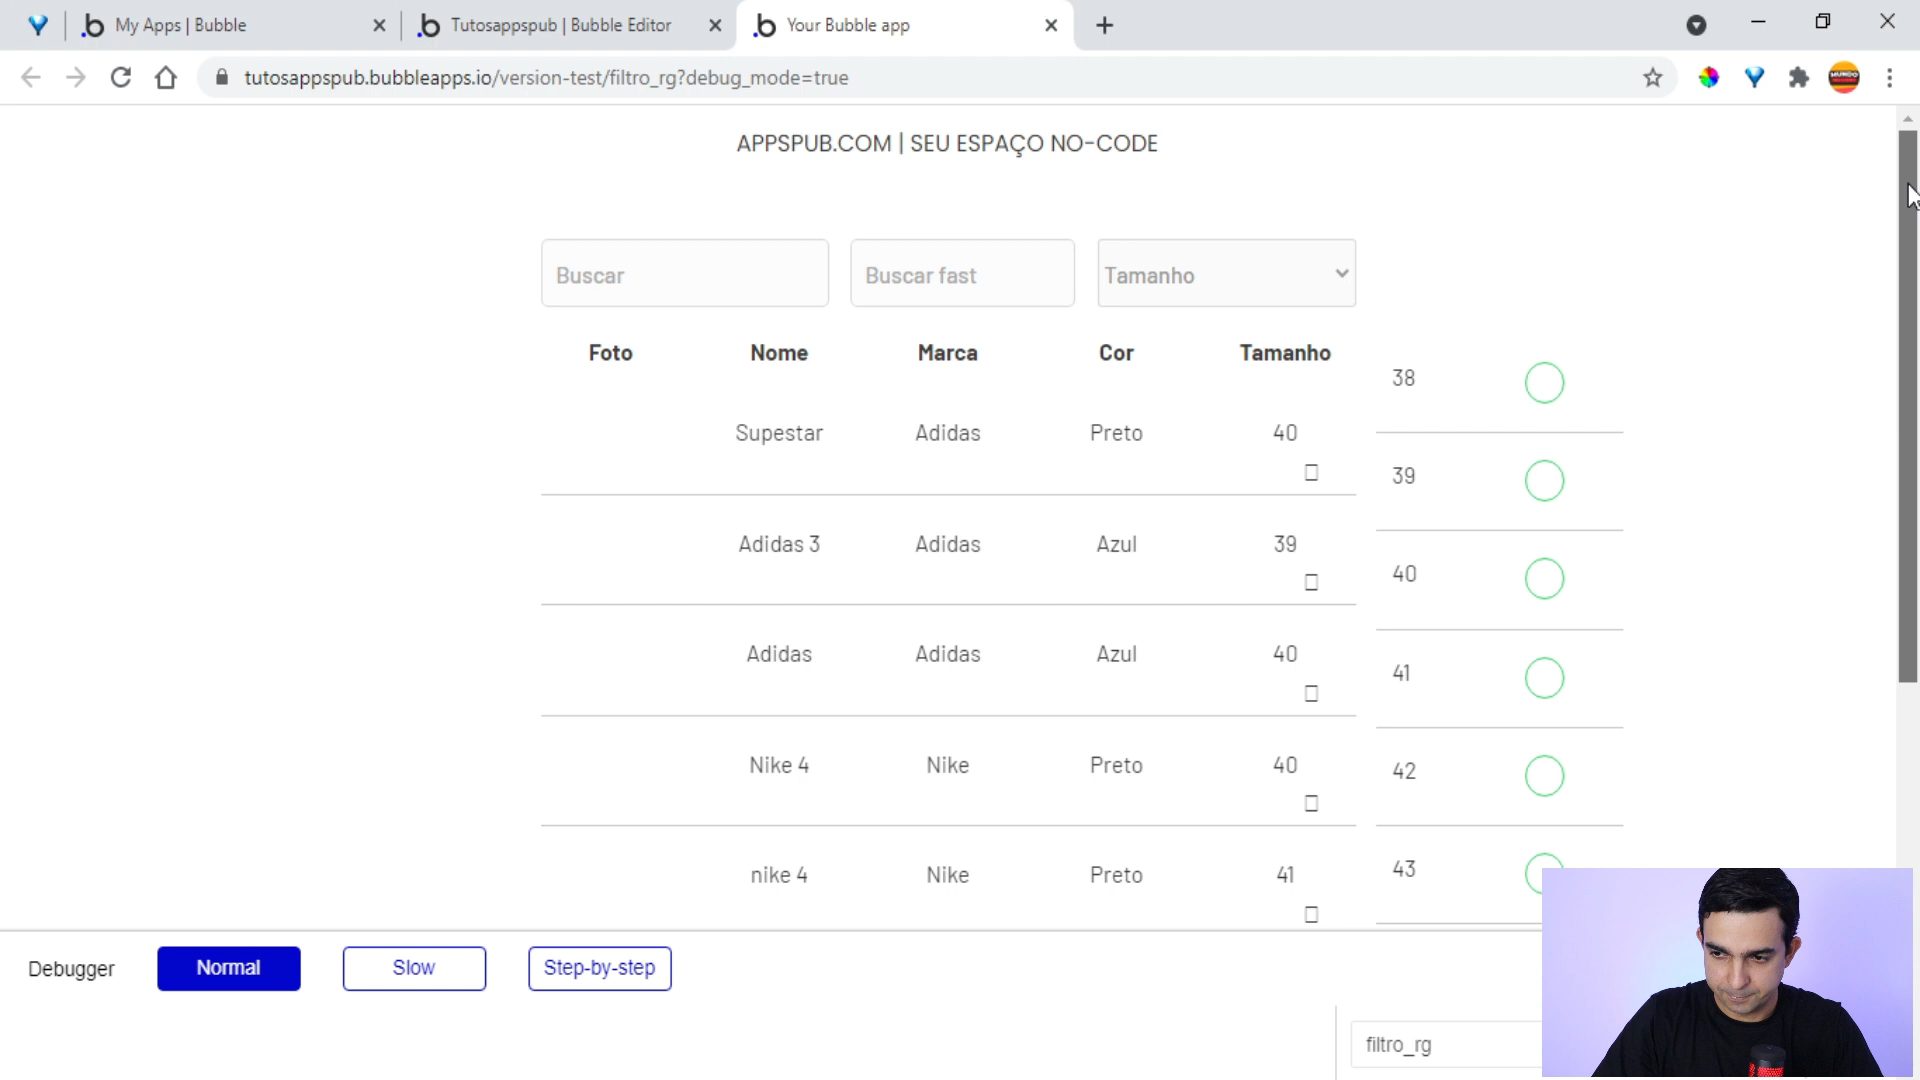 My Apps | Bubble
Tutosappspub | Bubble Editor
Your Bubble app
tutosappspub.bubbleapps.io/version-test/filtro_rg?debug_mode=true
APPSPUB.COM | SEU ESPAÇO NO-CODE
Buscar
Buscar fast
Tamanho
Foto Nome Marca Cor Tamanho
38
Supestar Adidas Preto 40
39
Adidas 3 Adidas Azul 39
40
Adidas Adidas Azul 40
41
Nike 4 Nike Preto 40
42
nike 4 Nike Preto 41
43
Debugger
Normal
Slow
Step-by-step
filtro_rg